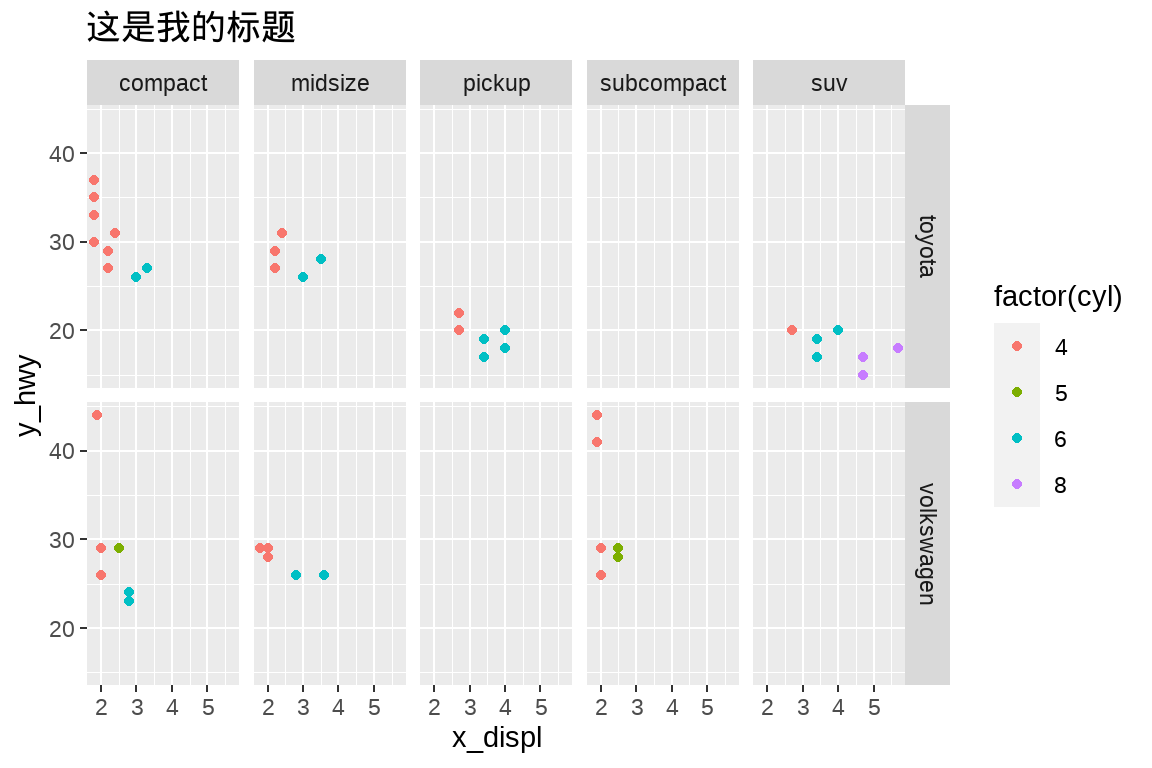 这是我的标题
compact midsize pickup subcompact suv
40
30
20
toyota
40
30
20
volkswagen
y_hwy
2 3 4 5 2 3 4 5 2 3 4 5 2 3 4 5 2 3 4 5
x_displ
factor(cyl)
4
5
6
8